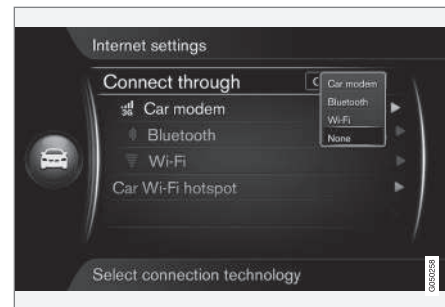 Internet settings
Connect through
Car modem
Bluetooth
Wi-Fi
None
3G Car modem
Bluetooth
Wi-Fi
Car Wi-Fi hotspot
Select connection technology
G050258